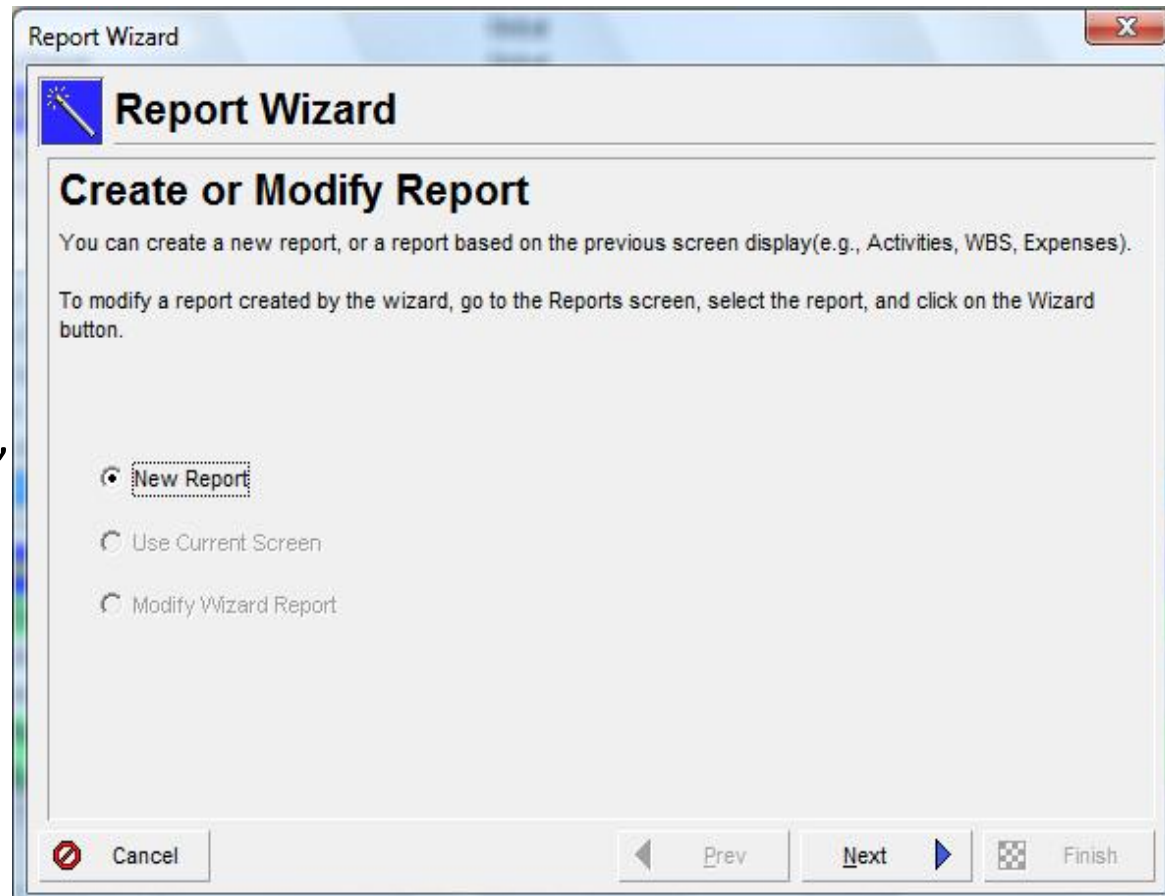 Report Wizard
Report Wizard
Create or Modify Report
You can create a new report, or a report based on the previous screen display(e.g., Activities, WBS, Expenses).
To modify a report created by the wizard, go to the Reports screen, select the report, and click on the Wizard
button.
New Report
Use Current Screen
Modify Wizard Report
Cancel
Prev
Next
Finish